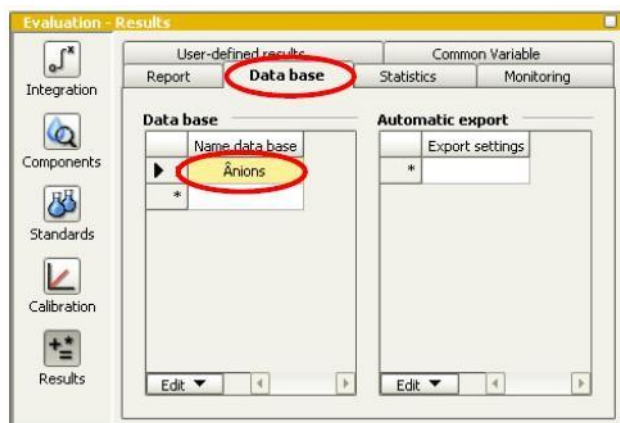 Evaluation - Results
Integration
Components
Standards
Calibration
Results
User-defined results
Common Variable
Report
Data base
Statistics
Monitoring
Data base
Name data base
Ânions
*
Edit
Automatic export
Export settings
*
Edit